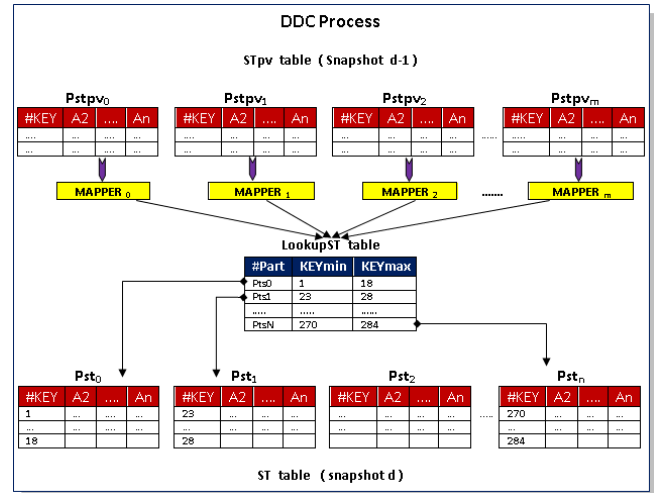 DDC Process
STpv table ( Snapshot d-1 )
Pstpv0 Pstpv1 Pstpv2 Pstpvm
#KEY A2 .... An #KEY A2 .... An #KEY A2 .... An #KEY A2 .... An
.... ... .... ... .... ... .... ... .... ... .... ... ...... ..... ... .... ...
... ... ... ... ... ... ... ... ... ... ... ... ... ... ... ...
MAPPER 0 MAPPER 1 MAPPER 2 ....... MAPPER m
LookupST table
#Part KEYmin KEYmax
Pts0 1 18
Pts1 23 28
..... ..... ......
PtsN 270 284
Pst0 Pst1 Pst2 Pstn
#KEY A2 .... An #KEY A2 .... An #KEY A2 .... An #KEY A2 .... An
1 ... .... ... 23 ... ... ... ... ... .... ... ..... 270 ... ... ...
... ... .... ... ... ... ... ... ... ... ... ... ... ... ... ...
18 ... .... ... 28 ... ... ... 284 ... ... ...
ST table ( snapshot d )